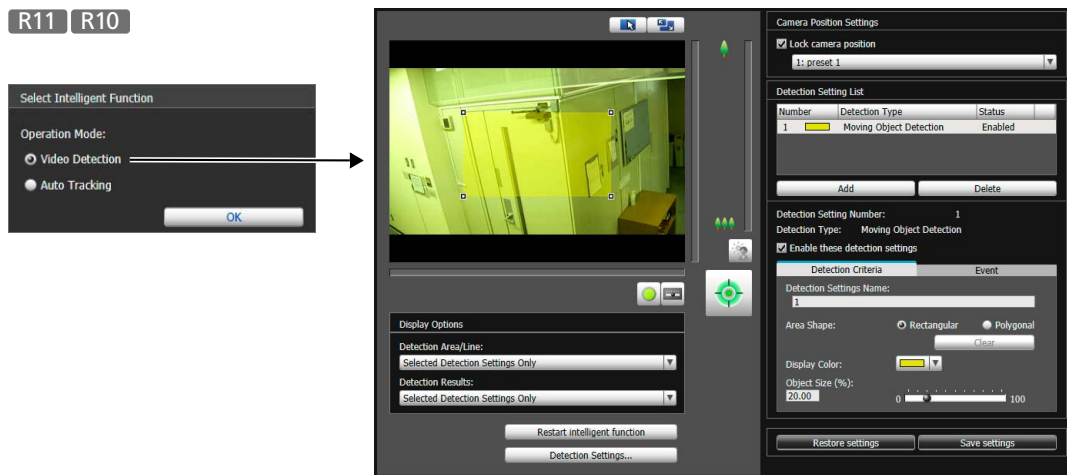 R11 R10
Select Intelligent Function
Operation Mode:
Video Detection
Auto Tracking
OK
Display Options
Detection Area/Line:
Selected Detection Settings Only
Detection Results:
Selected Detection Settings Only
Restart intelligent function
Detection Settings...
Camera Position Settings
Lock camera position
1: preset 1
Detection Setting List
Number Detection Type Status
1 Moving Object Detection Enabled
Add Delete
Detection Setting Number: 1
Detection Type: Moving Object Detection
Enable these detection settings
Detection Criteria Event
Detection Settings Name:
1
Area Shape: Rectangular Polygonal
Clear
Display Color:
Object Size (%):
20.00 0 100
Restore settings Save settings